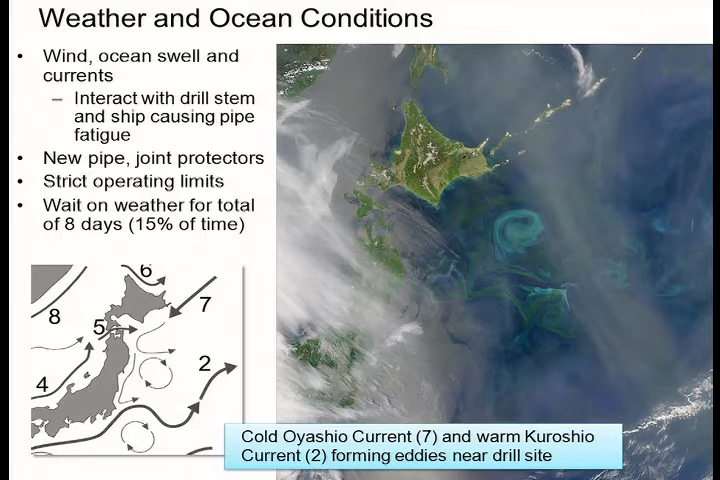 Weather and Ocean Conditions
• Wind, ocean swell and
currents
– Interact with drill stem
and ship causing pipe
fatigue
• New pipe, joint protectors
• Strict operating limits
• Wait on weather for total
of 8 days (15% of time)
6
7
8
5
2
4
Cold Oyashio Current (7) and warm Kuroshio
Current (2) forming eddies near drill site